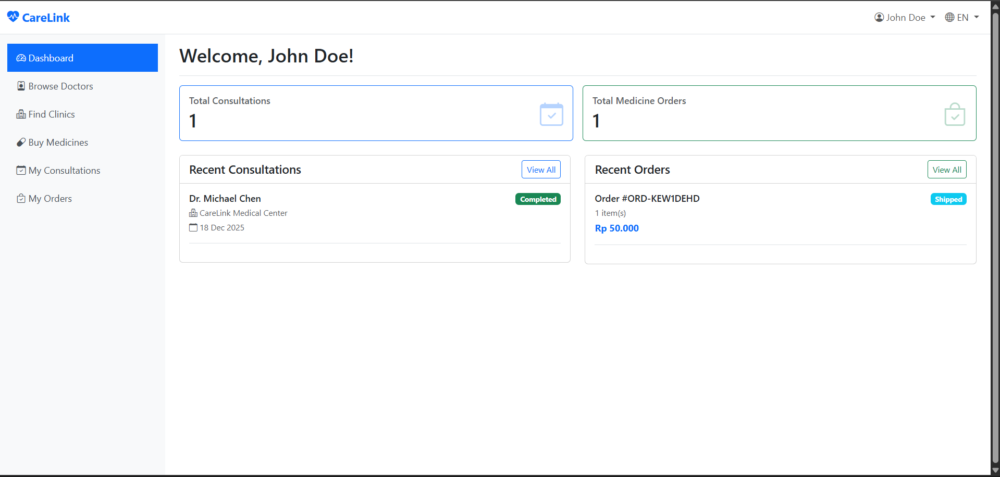 CareLink
John Doe
EN
Dashboard
Browse Doctors
Find Clinics
Buy Medicines
My Consultations
My Orders
Welcome, John Doe!
Total Consultations
1
Total Medicine Orders
1
Recent Consultations
View All
Dr. Michael Chen
Completed
CareLink Medical Center
18 Dec 2025
Recent Orders
View All
Order #ORD-KEW1DEHD
Shipped
1 item(s)
Rp 50.000